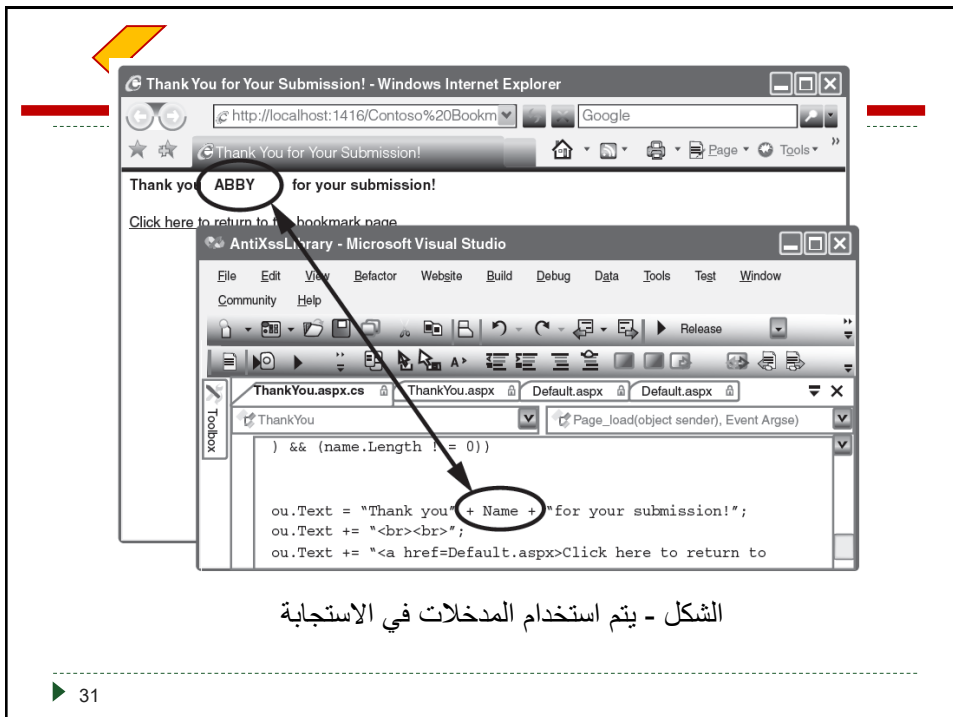 Thank You for Your Submission! - Windows Internet Explorer
http://localhost:1416/Contoso%20Bookm
Google
Thank You for Your Submission!
Page
Tools
Thank you ABBY for your submission!
Click here to return to the bookmark page
AntiXssLibrary - Microsoft Visual Studio
File Edit View Befactor Website Build Debug Data Tools Test Window
Community Help
Release
Toolbox
ThankYou.aspx.cs ThankYou.aspx Default.aspx Default.aspx
ThankYou
Page_load(object sender), Event Argse)
) && (name.Length ! = 0))
ou.Text = “Thank you” + Name + “for your submission!”;
ou.Text += “<br><br>”;
ou.Text += “<a href=Default.aspx>Click here to return to
الشكل - يتم استخدام المدخلات في الاستجابة
31